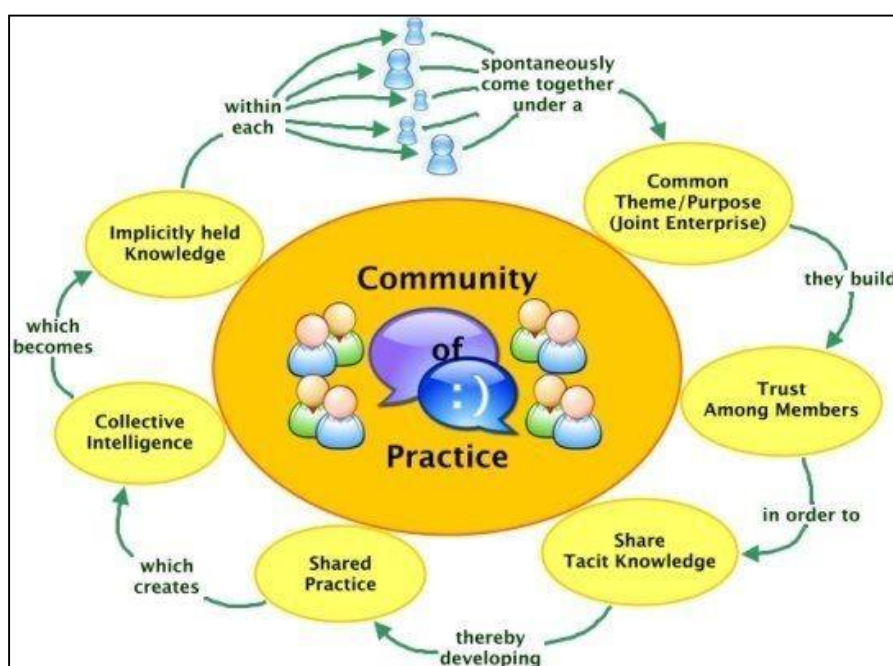 within
each
spontaneously
come together
under a
Common
Theme/Purpose
(Joint Enterprise)
they build
Trust
Among Members
in order to
Share
Tacit Knowledge
thereby
developing
Shared
Practice
which
creates
Collective
Intelligence
which
becomes
Implicitly held
Knowledge
Community
of
:)
Practice